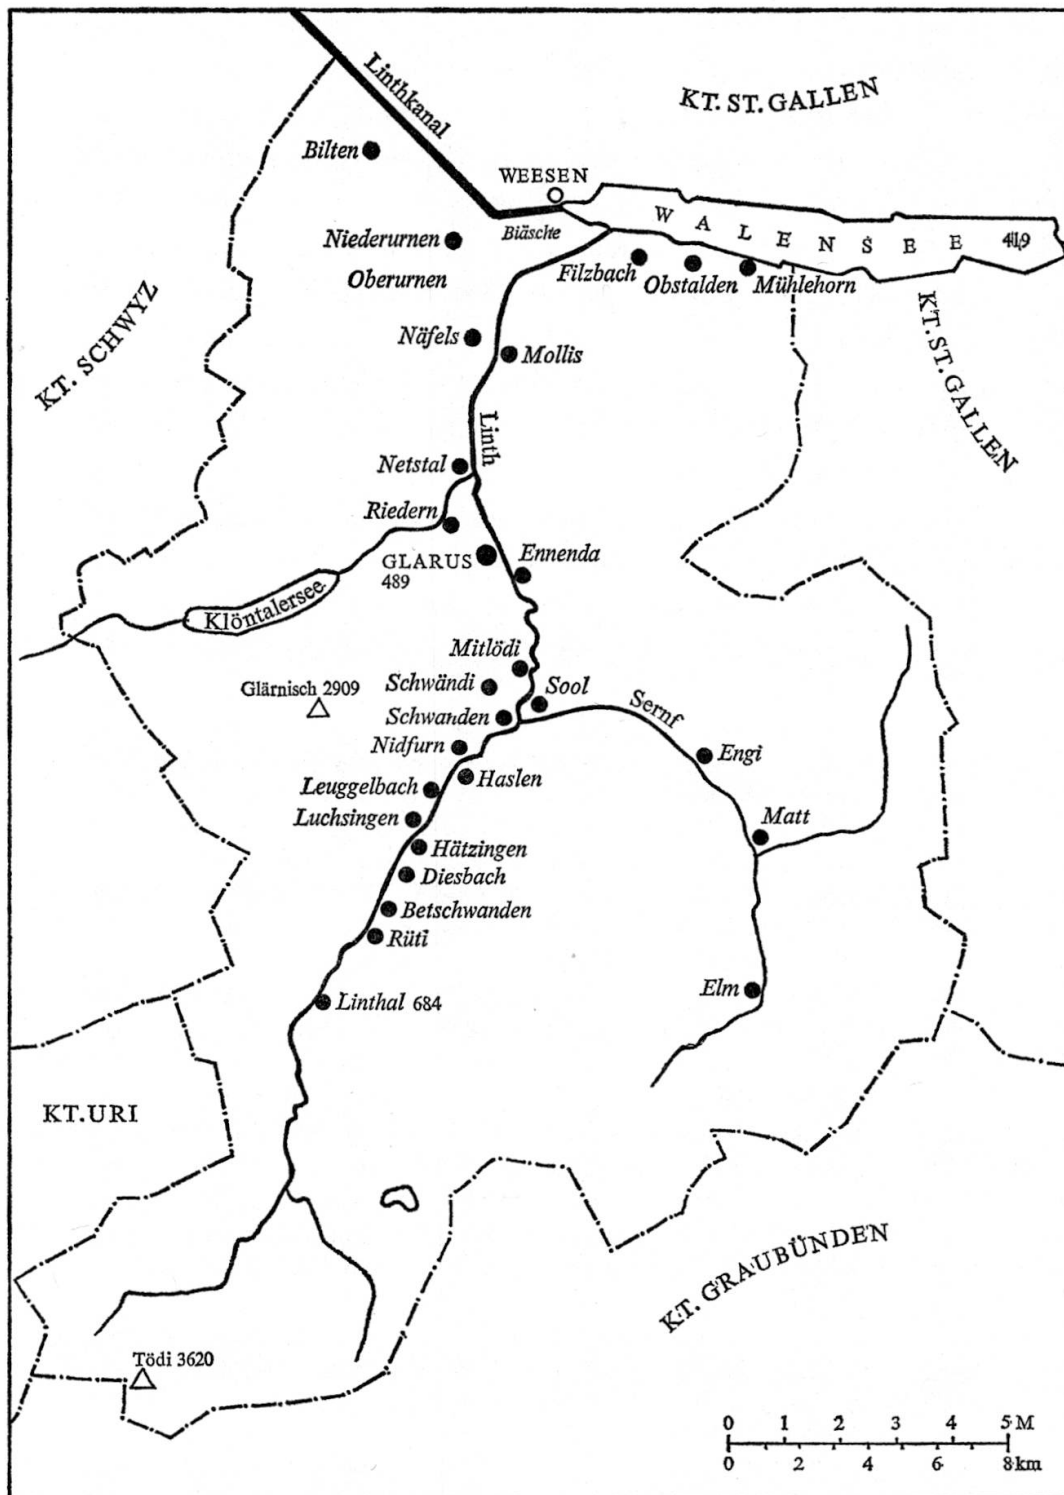 Linthkanal
KT. ST. GALLEN
Bilten
WEESEN
WALENSEE 419
Biäsche
Niederurnen
Oberurnen
Filzbach
Obstalden
Mühlehorn
KT. SCHWYZ
KT. ST. GALLEN
Näfels
Mollis
Linth
Netstal
Riedern
GLARUS
489
Ennenda
Klöntalersee
Mitlödi
Glärnisch 2909
Schwändi
Sool
Schwanden
Sernf
Nidfurn
Engi
Leuggelbach
Haslen
Luchsingen
Matt
Hätzingen
Diesbach
Betschwanden
Rüti
Elm
Linthal 684
KT. URI
KT. GRAUBÜNDEN
Tödi 3620
0 1 2 3 4 5 M
0 2 4 6 8 km